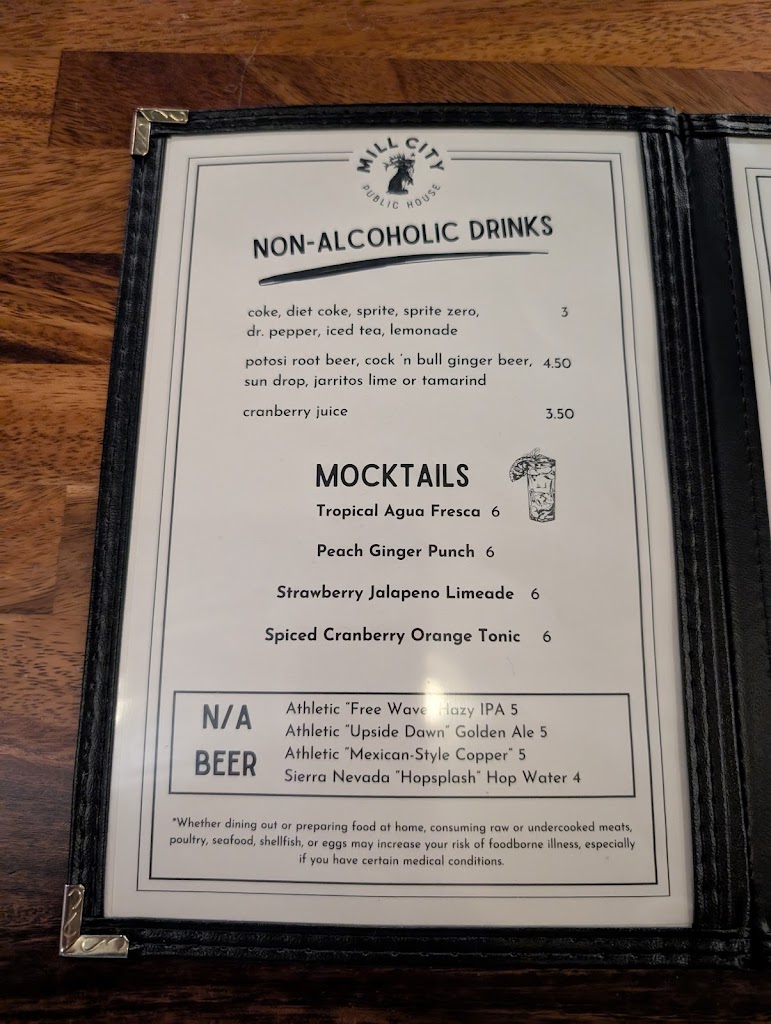 MILL CITY
PUBLIC HOUSE
NON-ALCOHOLIC DRINKS
coke, diet coke, sprite, sprite zero, 3
dr. pepper, iced tea, lemonade
potosi root beer, cock 'n bull ginger beer, 4.50
sun drop, jarritos lime or tamarind
cranberry juice 3.50
MOCKTAILS
Tropical Agua Fresca 6
Peach Ginger Punch 6
Strawberry Jalapeno Limeade 6
Spiced Cranberry Orange Tonic 6
N/A
BEER
Athletic "Free Wave" Hazy IPA 5
Athletic "Upside Dawn" Golden Ale 5
Athletic "Mexican-Style Copper" 5
Sierra Nevada "Hopsplash" Hop Water 4
*Whether dining out or preparing food at home, consuming raw or undercooked meats,
poultry, seafood, shellfish, or eggs may increase your risk of foodborne illness, especially
if you have certain medical conditions.